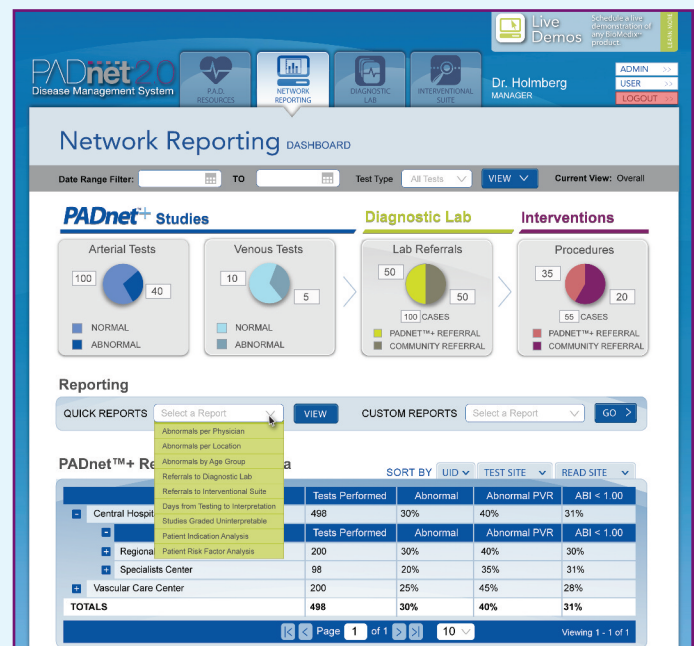 Live Demos
Schedule a live
demonstration of
any BioMedix™
product.
LEARN MORE
PADnet 2.0
Disease Management System
P.A.D. RESOURCES
NETWORK REPORTING
DIAGNOSTIC LAB
INTERVENTIONAL SUITE
Dr. Holmberg
MANAGER
ADMIN >>
USER >>
LOGOUT >>
Network Reporting DASHBOARD
Date Range Filter: TO Test Type All Tests VIEW Current View: Overall
PADnet+ Studies Diagnostic Lab Interventions
Arterial Tests
100
40
NORMAL
ABNORMAL
Venous Tests
10
5
NORMAL
ABNORMAL
Lab Referrals
50
50
100 CASES
PADNET™+ REFERRAL
COMMUNITY REFERRAL
Procedures
35
20
55 CASES
PADNET™+ REFERRAL
COMMUNITY REFERRAL
Reporting
QUICK REPORTS Select a Report VIEW CUSTOM REPORTS Select a Report GO >
Abnormals per Physician
Abnormals per Location
Abnormals by Age Group
Referrals to Diagnostic Lab
Referrals to Interventional Suite
Days from Testing to Interpretation
Studies Graded Uninterpretable
Patient Indication Analysis
Patient Risk Factor Analysis
PADnet™+ Re a SORT BY UID TEST SITE READ SITE
Tests Performed Abnormal Abnormal PVR ABI < 1.00
Central Hospit 498 30% 40% 31%
Tests Performed Abnormal Abnormal PVR ABI < 1.00
Regiona 200 30% 40% 30%
Specialists Center 98 20% 35% 31%
Vascular Care Center 200 25% 45% 28%
TOTALS 498 30% 40% 31%
Page 1 of 1 10 Viewing 1 - 1 of 1